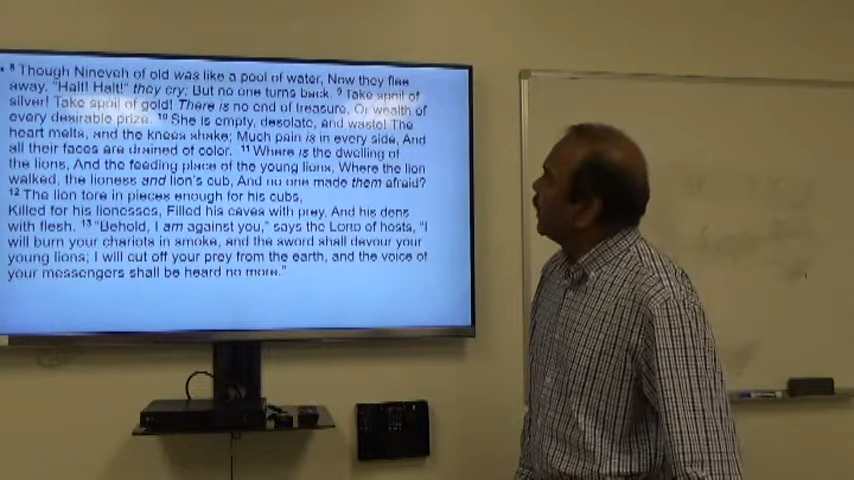 ⁸ Though Nineveh of old was like a pool of water, Now they flee
away. "Halt! Halt!" they cry; But no one turns back. ⁹ Take spoil of
silver! Take spoil of gold! There is no end of treasure, Or wealth of
every desirable prize. ¹⁰ She is empty, desolate, and waste! The
heart melts, and the knees shake; Much pain is in every side, And
all their faces are drained of color. ¹¹ Where is the dwelling of
the lions, And the feeding place of the young lions, Where the lion
walked, the lioness and lion's cub, And no one made them afraid?
¹² The lion tore in pieces enough for his cubs,
Killed for his lionesses, Filled his caves with prey, And his dens
with flesh. ¹³ "Behold, I am against you," says the Lord of hosts, "I
will burn your chariots in smoke, and the sword shall devour your
young lions; I will cut off your prey from the earth, and the voice of
your messengers shall be heard no more."